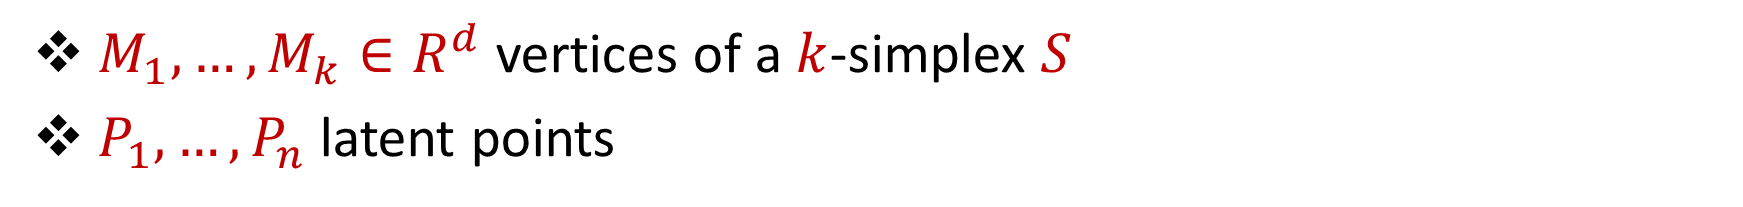 ❖ M₁, … , Mₖ ∈ Rᵈ vertices of a k-simplex S
❖ P₁, … , Pₙ latent points